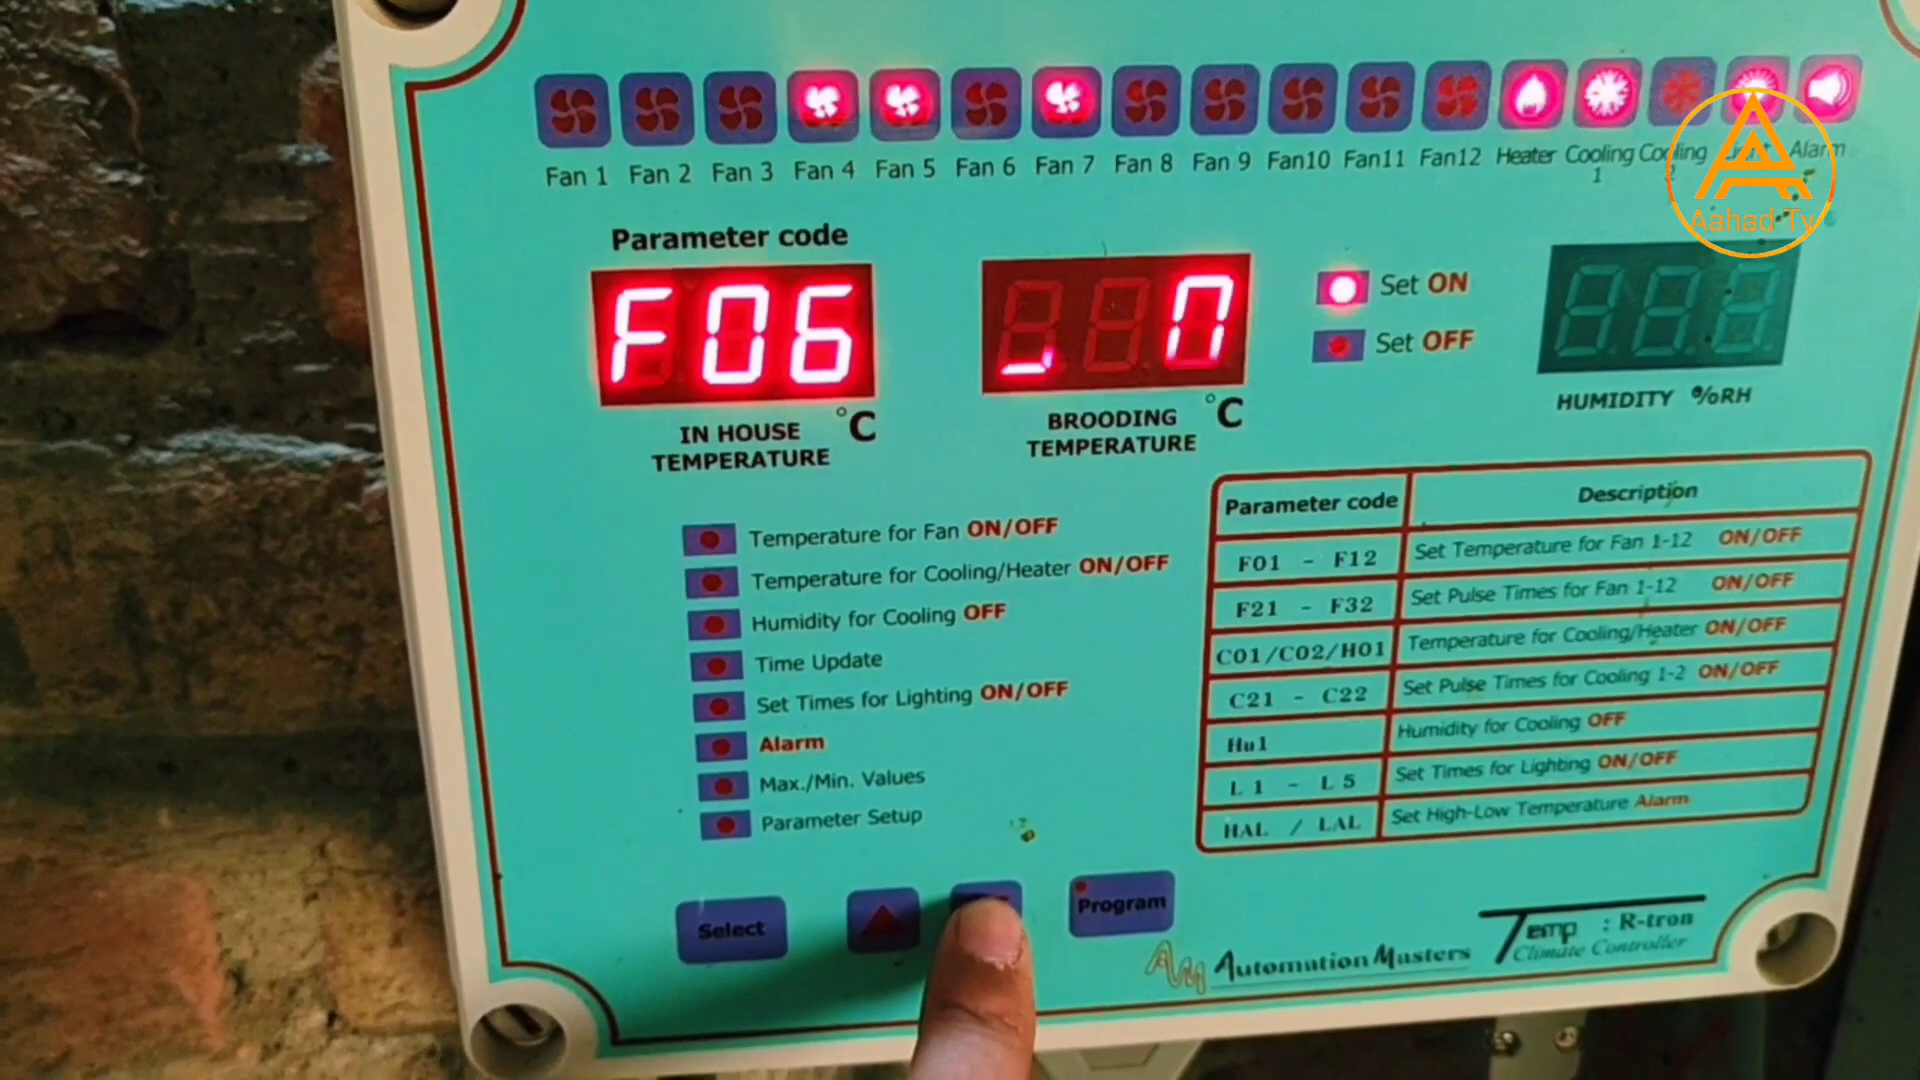 Fan 1 Fan 2 Fan 3 Fan 4 Fan 5 Fan 6 Fan 7 Fan 8 Fan 9 Fan10 Fan11 Fan12 Heater Cooling 1 Cooling 2 Light Alarm
Aahad Tv
Parameter code
F06
IN HOUSE
TEMPERATURE
°C
BROODING
TEMPERATURE
°C
Set ON
Set OFF
HUMIDITY %RH
Temperature for Fan ON/OFF
Temperature for Cooling/Heater ON/OFF
Humidity for Cooling OFF
Time Update
Set Times for Lighting ON/OFF
Alarm
Max./Min. Values
Parameter Setup
Parameter code Description
F01 - F12 Set Temperature for Fan 1-12 ON/OFF
F21 - F32 Set Pulse Times for Fan 1-12 ON/OFF
C01/C02/H01 Temperature for Cooling/Heater ON/OFF
C21 - C22 Set Pulse Times for Cooling 1-2 ON/OFF
Hu1 Humidity for Cooling OFF
L 1 - L 5 Set Times for Lighting ON/OFF
HAL / LAL Set High-Low Temperature Alarm
Select
Program
AM Automation Masters
Temp : R-tron
Climate Controller